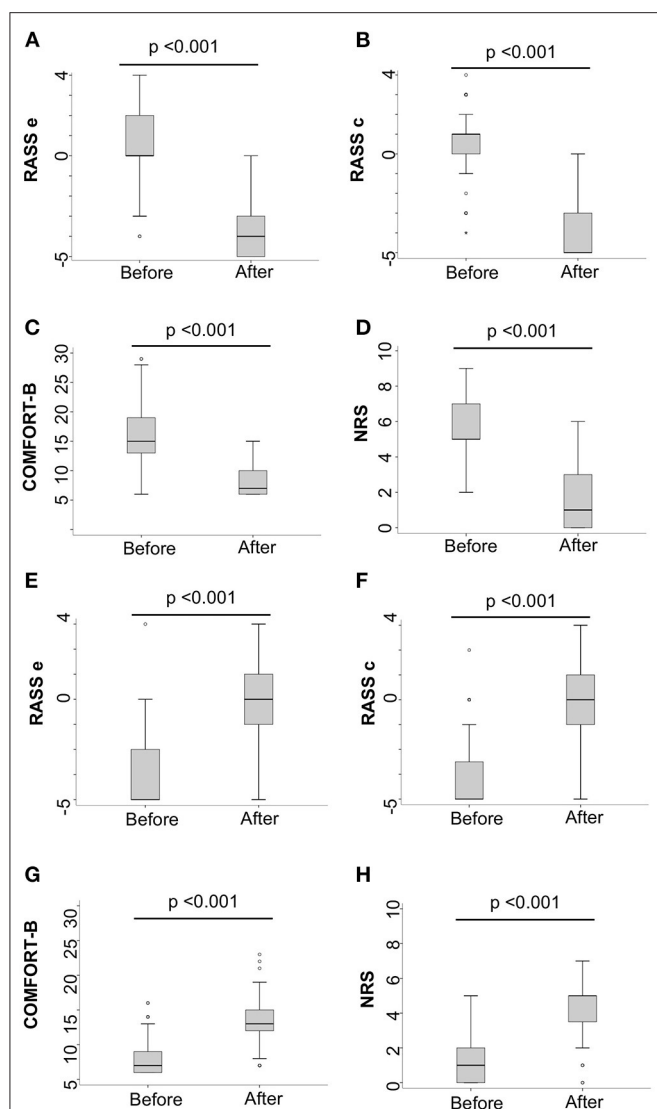 A
p <0.001
RASS e
4
0
-5
Before After
B
p <0.001
RASS c
4
0
-5
Before After
C
p <0.001
COMFORT-B
30
25
20
15
10
5
Before After
D
p <0.001
NRS
10
8
6
4
2
0
Before After
E
p <0.001
RASS e
4
0
-5
Before After
F
p <0.001
RASS c
4
0
-5
Before After
G
p <0.001
COMFORT-B
30
25
20
15
10
5
Before After
H
p <0.001
NRS
10
8
6
4
2
0
Before After